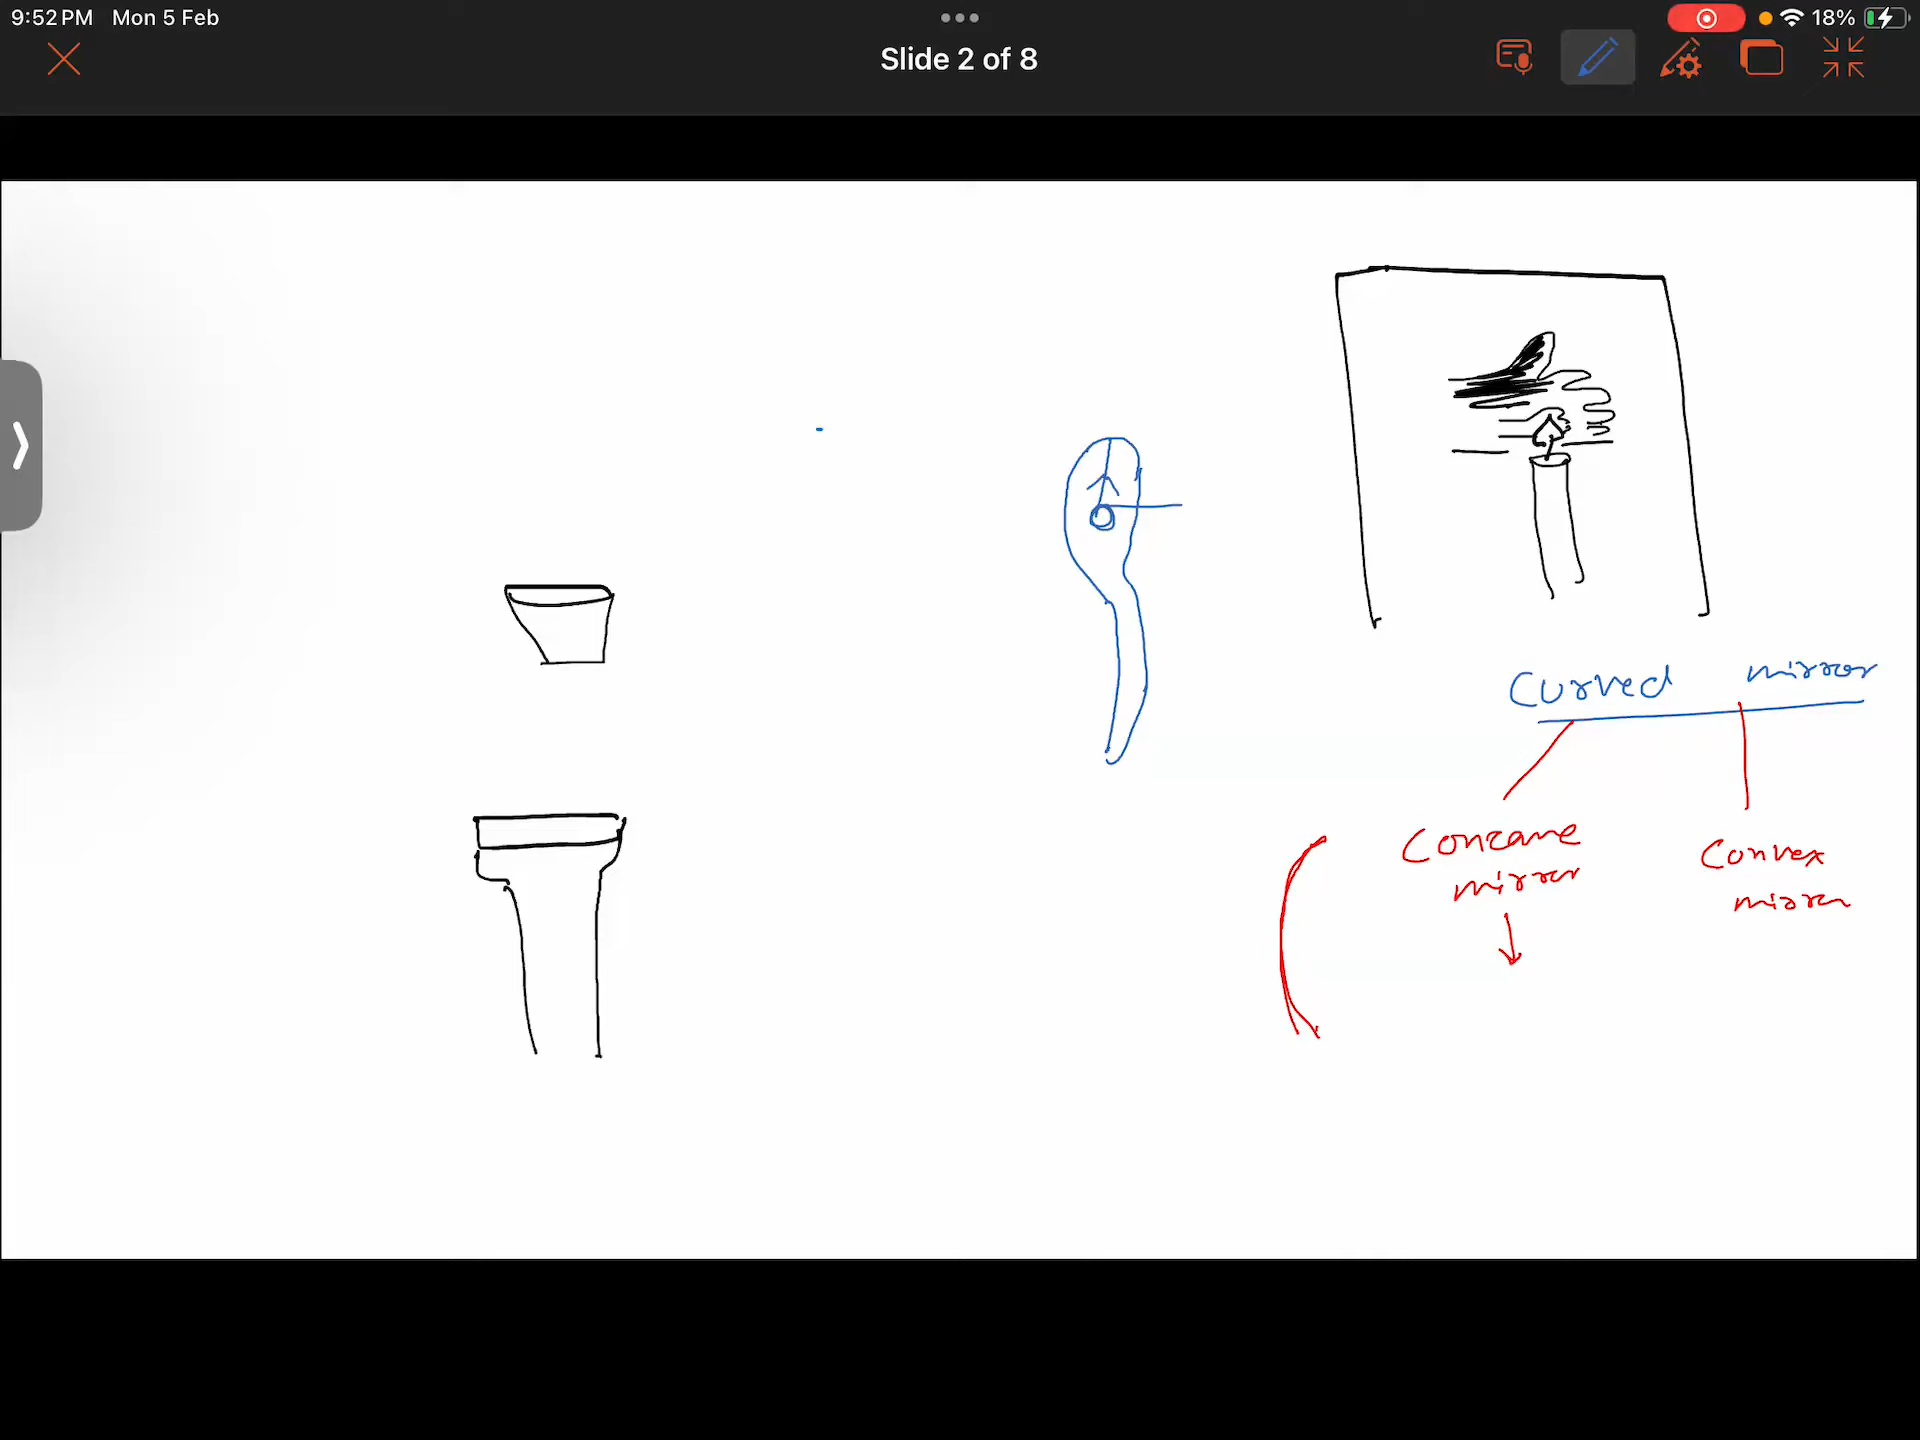 9:52 PM Mon 5 Feb
18%
Slide 2 of 8
Curved mirror
Concave
mirror
Convex
mirror